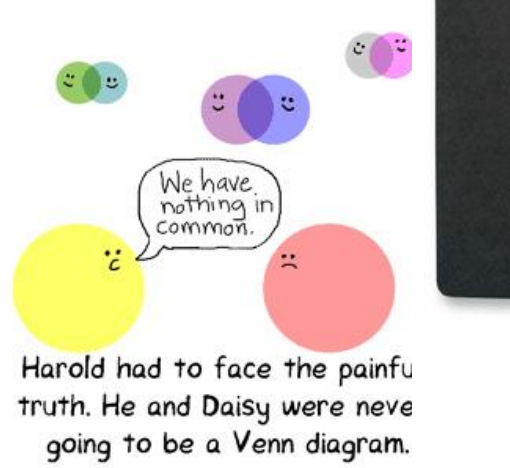 We have
nothing in
common.
Harold had to face the painfu
truth. He and Daisy were neve
going to be a Venn diagram.